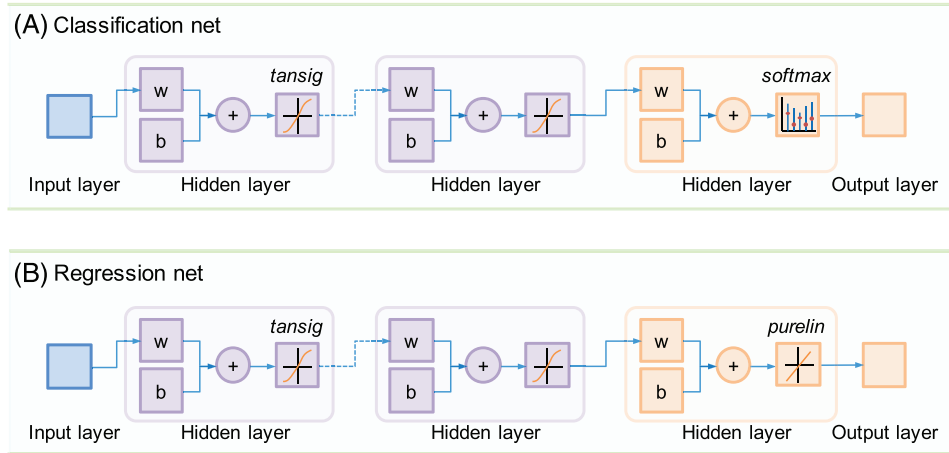 (A) Classification net
tansig softmax
w w w
+ + +
b b b
Input layer Hidden layer Hidden layer Hidden layer Output layer
(B) Regression net
tansig purelin
w w w
+ + +
b b b
Input layer Hidden layer Hidden layer Hidden layer Output layer